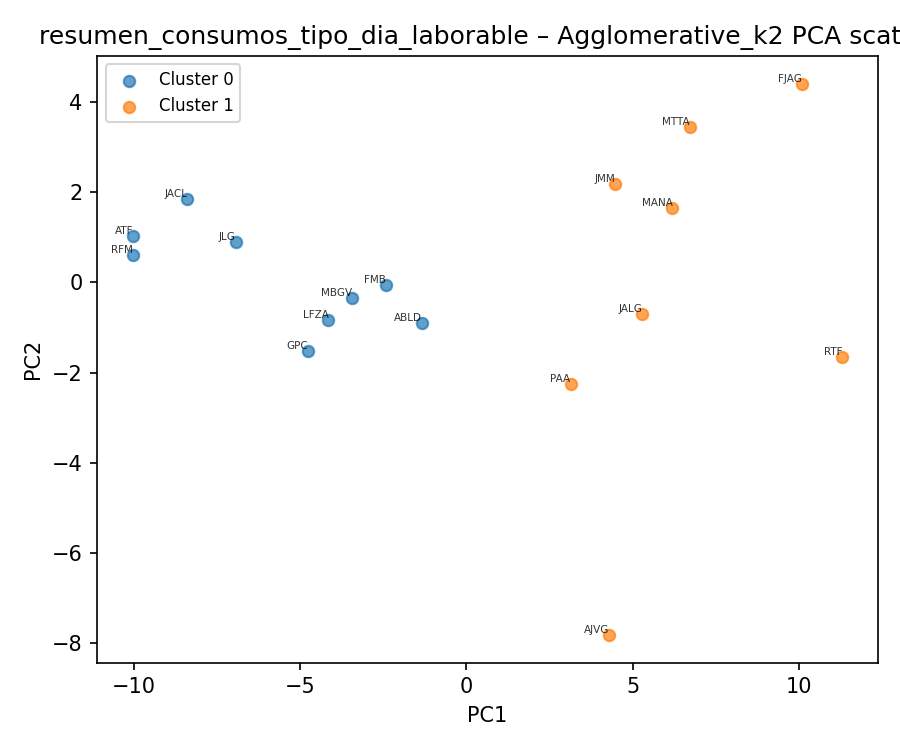 resumen_consumos_tipo_dia_laborable – Agglomerative_k2 PCA scat
Cluster 0
Cluster 1
FJAG
MTTA
JMM
MANA
JACL
ATF
RFM
JLG
FMB
MBGV
LFZA
ABLD
GPC
JALG
RTF
PAA
AJVG
4
2
0
−2
−4
−6
−8
PC2
−10
−5
0
5
10
PC1